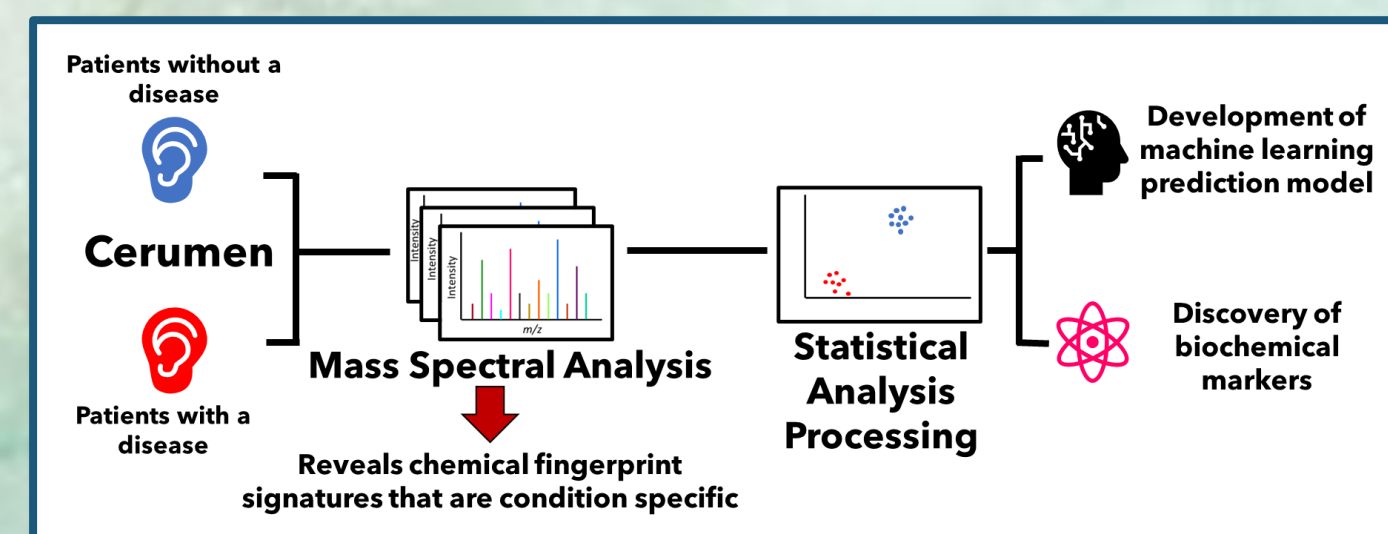 Patients without a
disease
Cerumen
Patients with a
disease
Intensity
Intensity
Intensity
m/z
Mass Spectral Analysis
Reveals chemical fingerprint
signatures that are condition specific
Statistical
Analysis
Processing
Development of
machine learning
prediction model
Discovery of
biochemical
markers